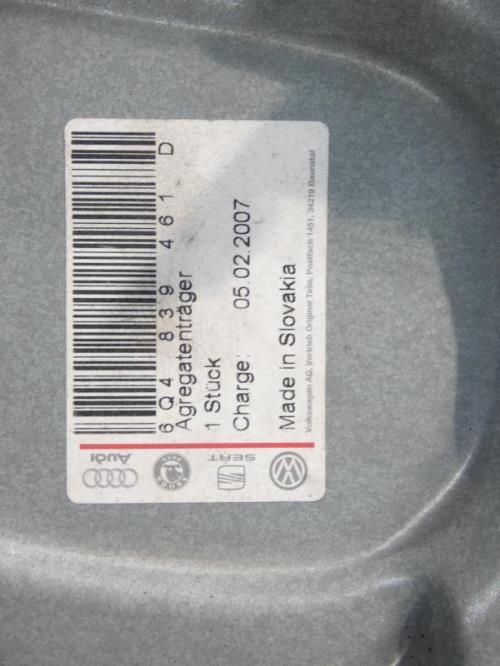 6Q4 839 461 D
Agregatenträger
1 Stück
Charge: 05.02.2007
Made in Slovakia
Volkswagen AG, Vertrieb Original Teile, Postfach 1451, 34219 Baunatal
Audi
SKODA
SEAT